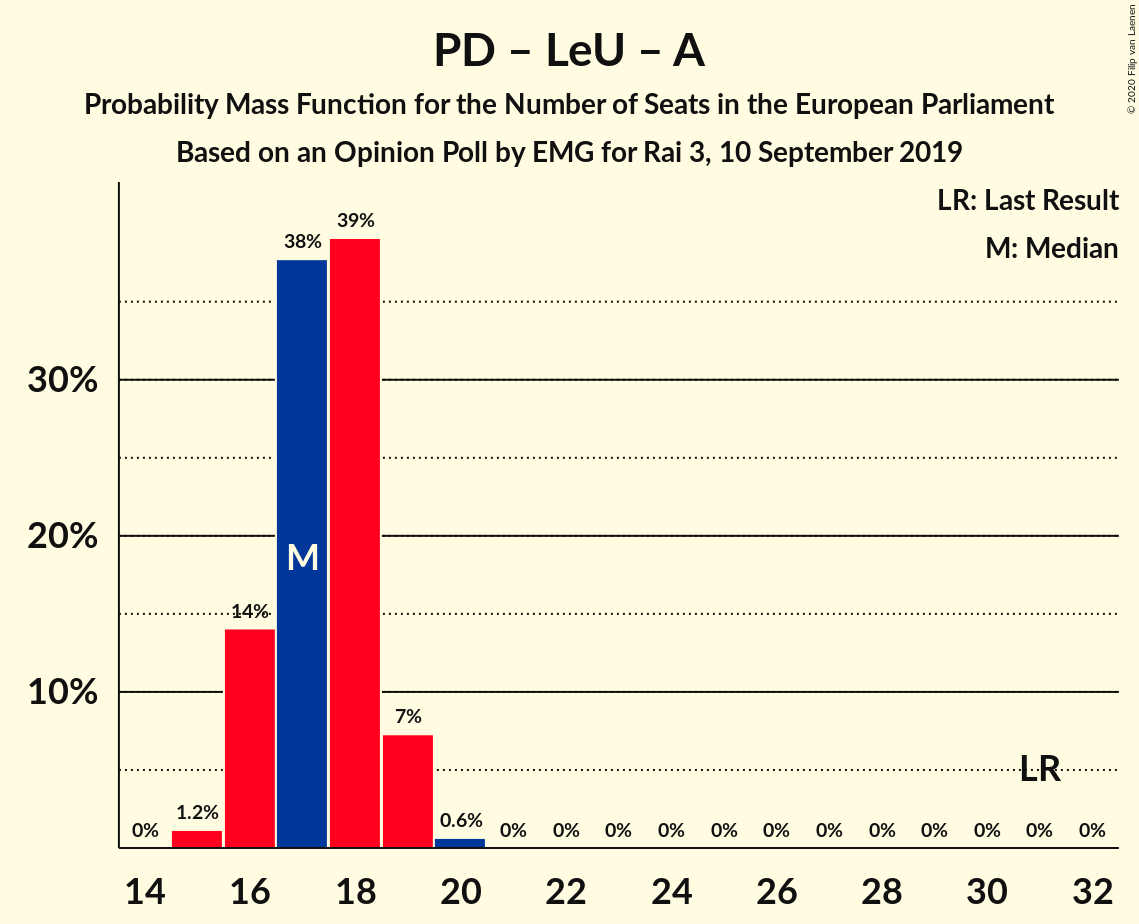 PD – LeU – A
Probability Mass Function for the Number of Seats in the European Parliament
Based on an Opinion Poll by EMG for Rai 3, 10 September 2019
© 2020 Filip van Laenen
LR: Last Result
M: Median
39%
38%
30%
20%
M
14%
10%
7%
LR
0% 1.2% 0.6% 0% 0% 0% 0% 0% 0% 0% 0% 0% 0% 0% 0%
14 16 18 20 22 24 26 28 30 32